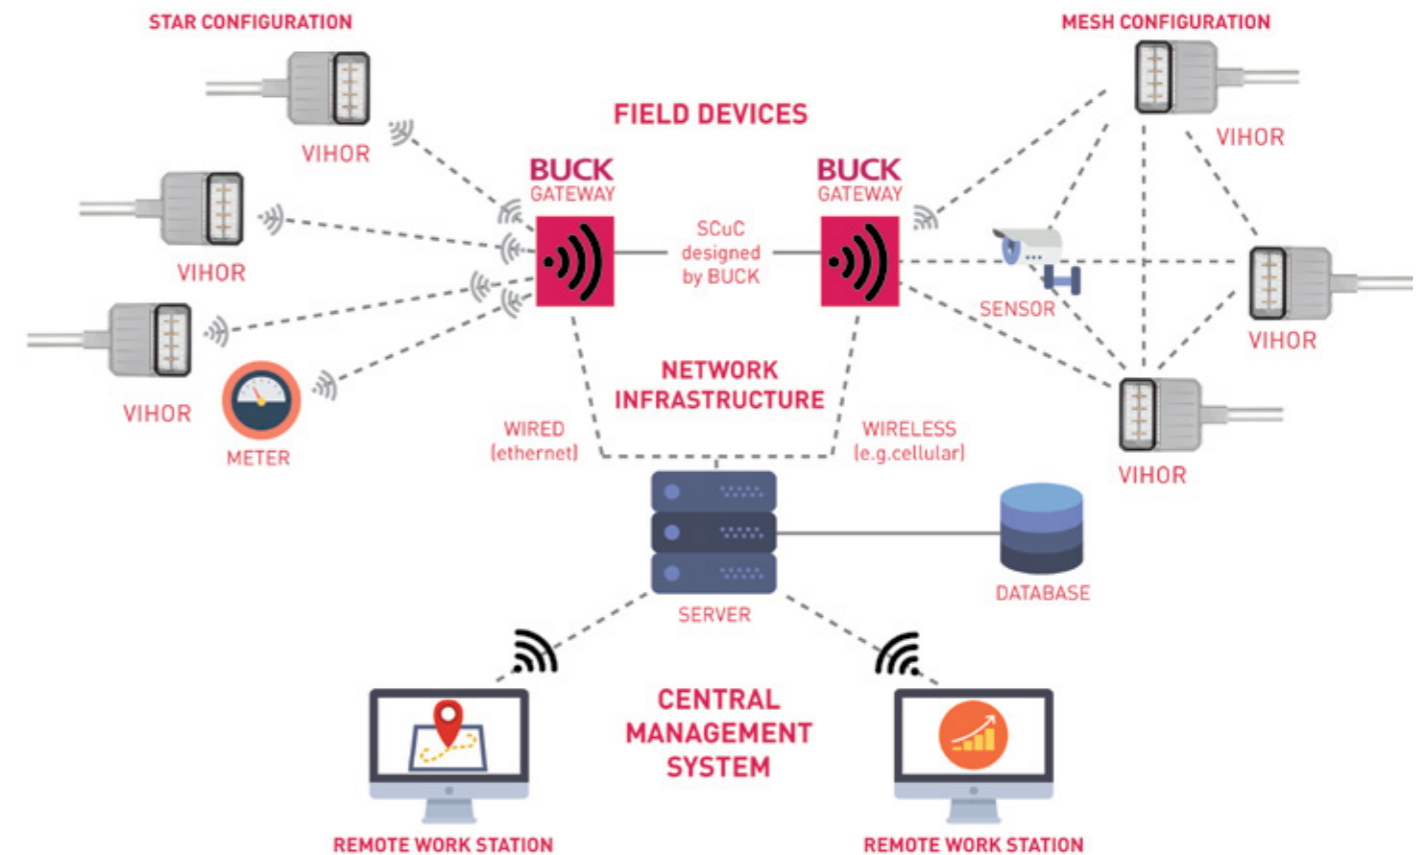 STAR CONFIGURATION
MESH CONFIGURATION
VIHOR
FIELD DEVICES
VIHOR
BUCK
GATEWAY
BUCK
GATEWAY
VIHOR
SCuC
designed
by BUCK
SENSOR
VIHOR
VIHOR
METER
NETWORK
INFRASTRUCTURE
WIRED
(ethernet)
WIRELESS
(e.g.cellular)
VIHOR
SERVER
DATABASE
CENTRAL
MANAGEMENT
SYSTEM
REMOTE WORK STATION
REMOTE WORK STATION